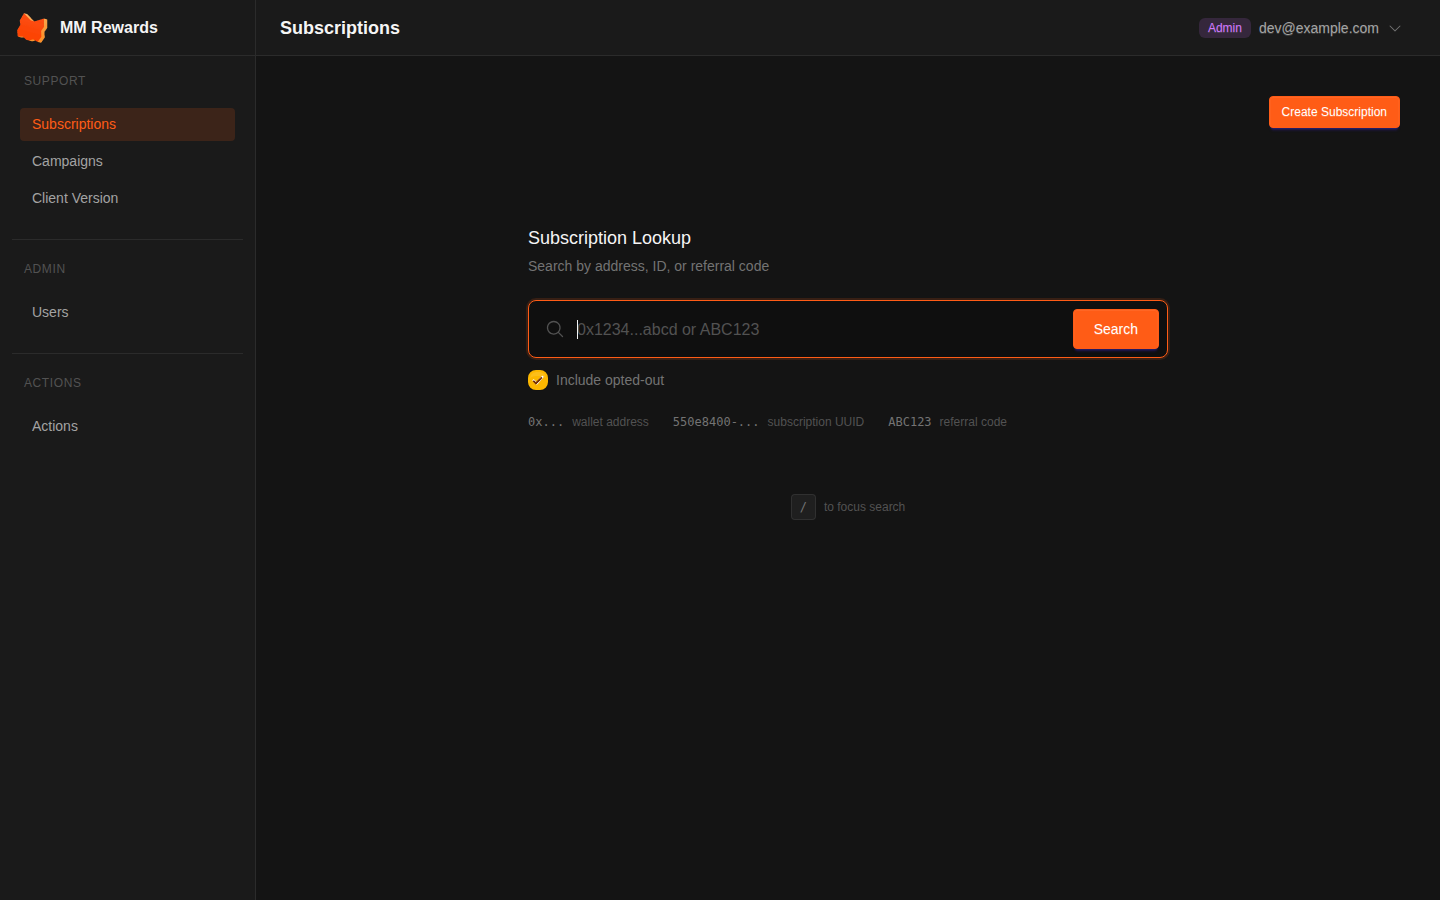 MM Rewards
Subscriptions
Admin dev@example.com
SUPPORT
Subscriptions
Campaigns
Client Version
ADMIN
Users
ACTIONS
Actions
Create Subscription
Subscription Lookup
Search by address, ID, or referral code
0x1234...abcd or ABC123
Search
Include opted-out
0x... wallet address 550e8400-... subscription UUID ABC123 referral code
/ to focus search